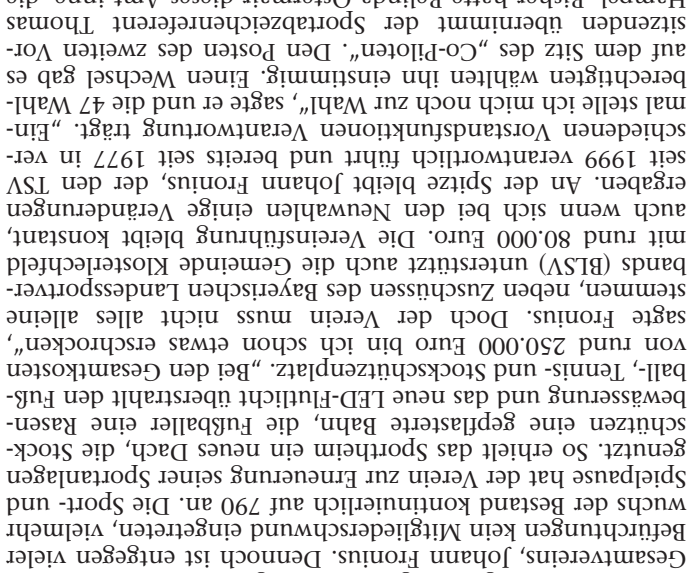 Gesamtvereins, Johann Fronius. Dennoch ist entgegen vieler
Befürchtungen kein Mitgliederschwund eingetreten, vielmehr
wuchs der Bestand kontinuierlich auf 790 an. Die Sport- und
Spielpause hat der Verein zur Erneuerung seiner Sportanlagen
genutzt. So erhielt das Sportheim ein neues Dach, die Stock-
schützen eine gepflasterte Bahn, die Fußballer eine Rasen-
bewässerung und das neue LED-Flutlicht überstrahlt den Fuß-
ball-, Tennis- und Stockschützenplatz. „Bei den Gesamtkosten
von rund 250.000 Euro bin ich schon etwas erschrocken",
sagte Fronius. Doch der Verein muss nicht alles alleine
stemmen, neben Zuschüssen des Bayerischen Landessportver-
bands (BLSV) unterstützt auch die Gemeinde Klosterlechfeld
mit rund 80.000 Euro. Die Vereinsführung bleibt konstant,
auch wenn sich bei den Neuwahlen einige Veränderungen
ergaben. An der Spitze bleibt Johann Fronius, der den TSV
seit 1999 verantwortlich führt und bereits seit 1977 in ver-
schiedenen Vorstandsfunktionen Verantwortung trägt. „Ein-
mal stelle ich mich noch zur Wahl", sagte er und die 47 Wahl-
berechtigten wählten ihn einstimmig. Einen Wechsel gab es
auf dem Sitz des „Co-Piloten". Den Posten des zweiten Vor-
sitzenden übernimmt der Sportabzeichenreferent Thomas